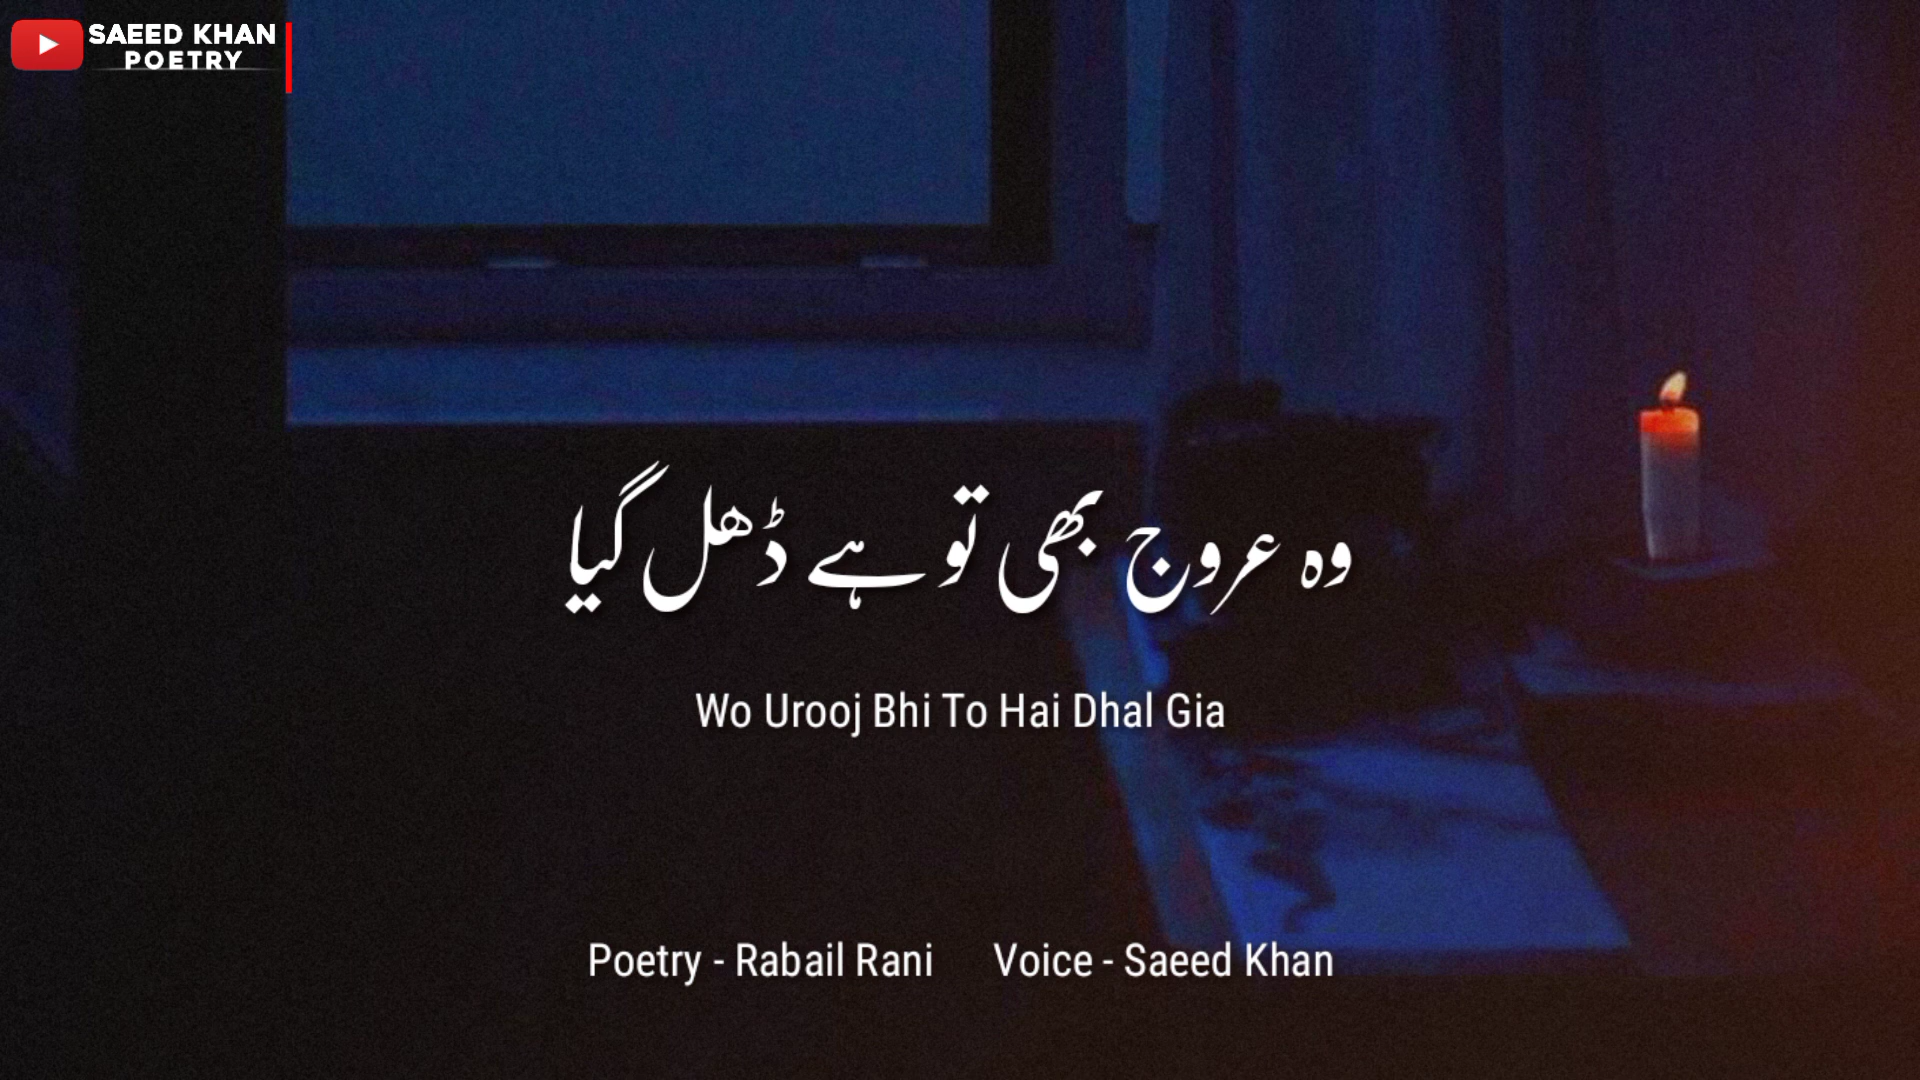 SAEED KHAN
POETRY
وہ عروج بھی تو ہے ڈھل گیا
Wo Urooj Bhi To Hai Dhal Gia
Poetry - Rabail Rani Voice - Saeed Khan